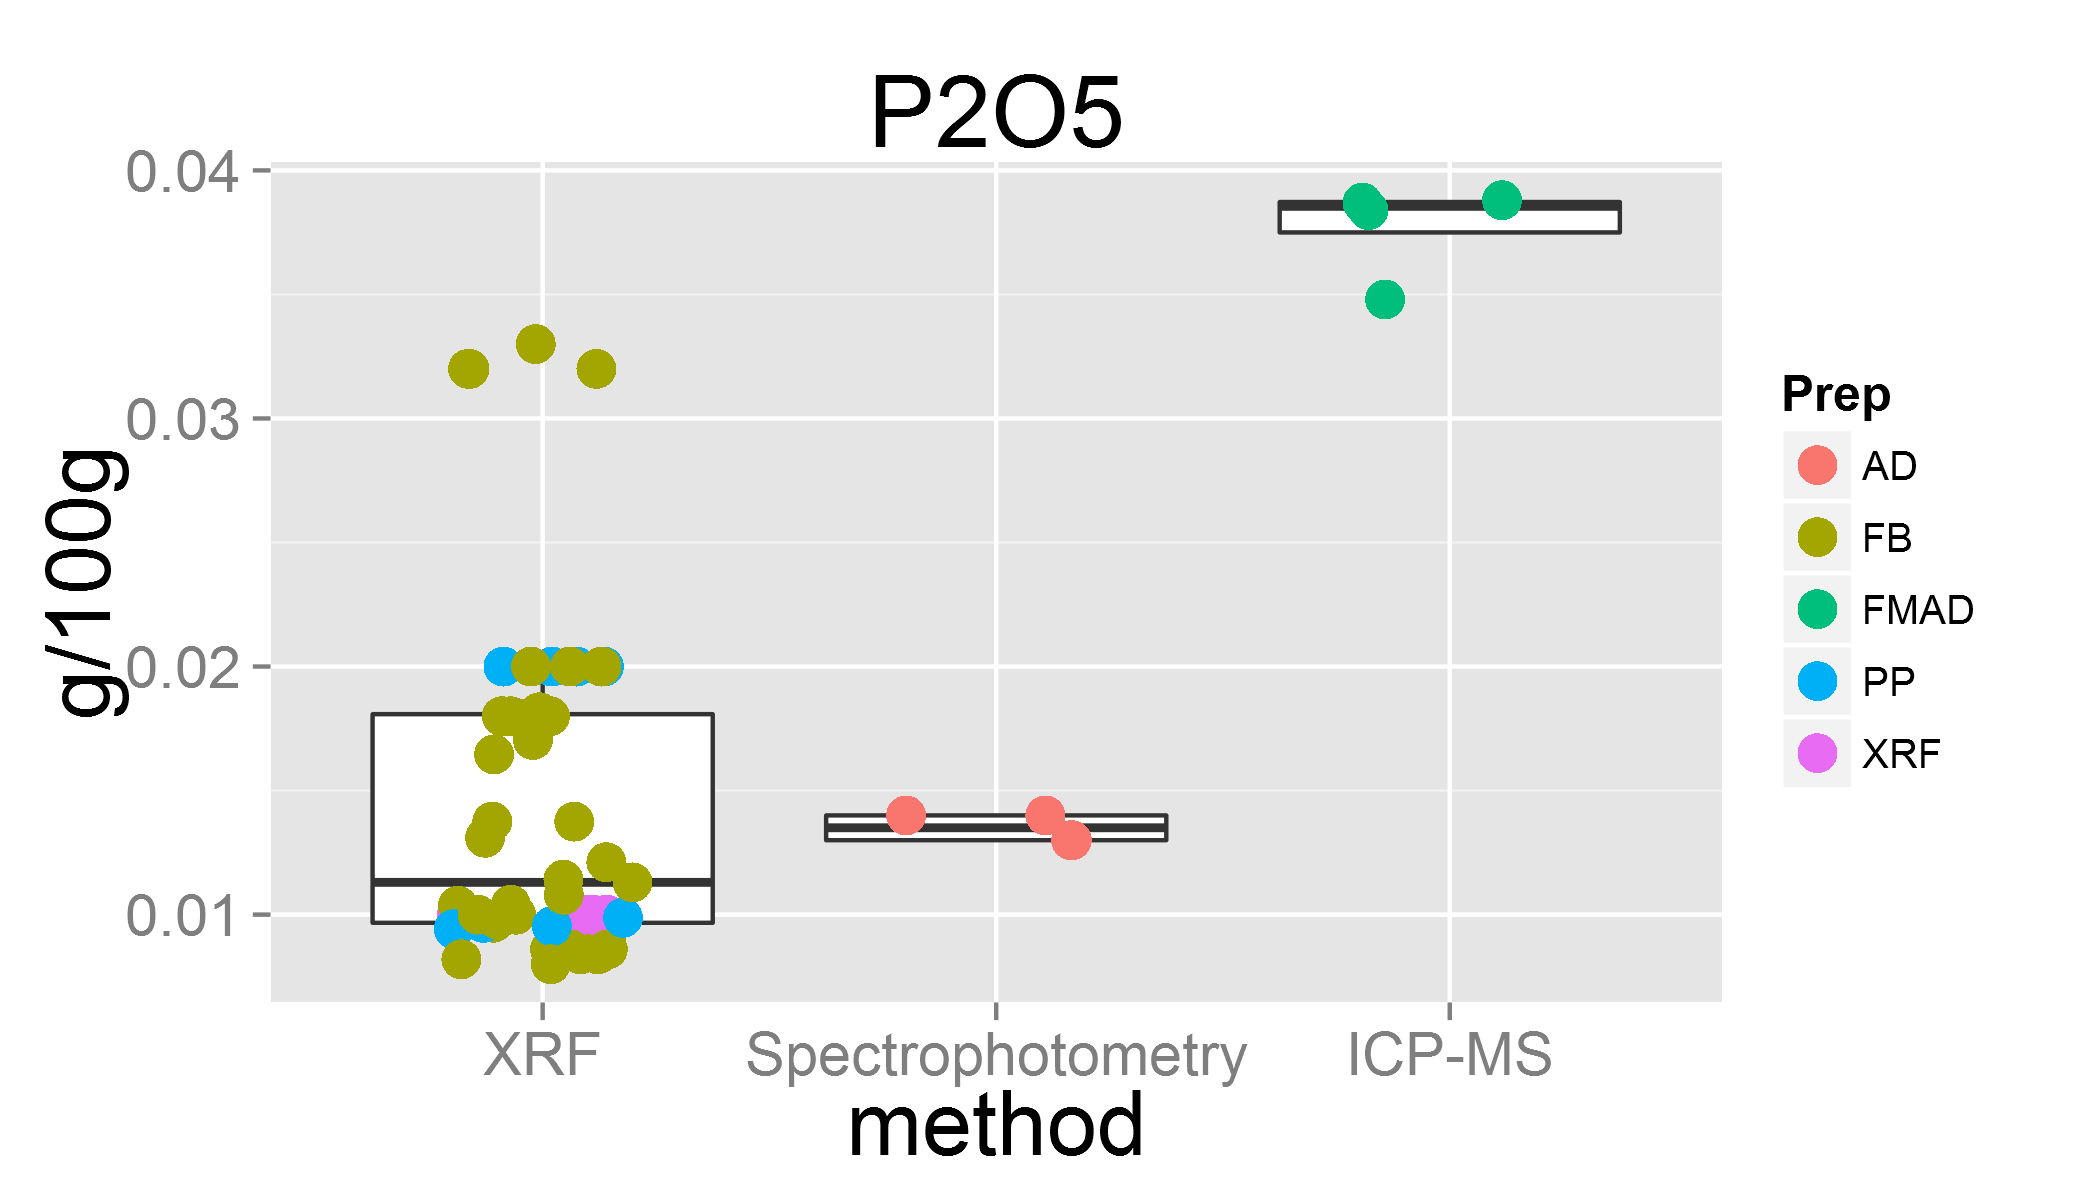 P2O5
g/100g
0.04
0.03
0.02
0.01
XRF
Spectrophotometry
ICP-MS
method
Prep
AD
FB
FMAD
PP
XRF